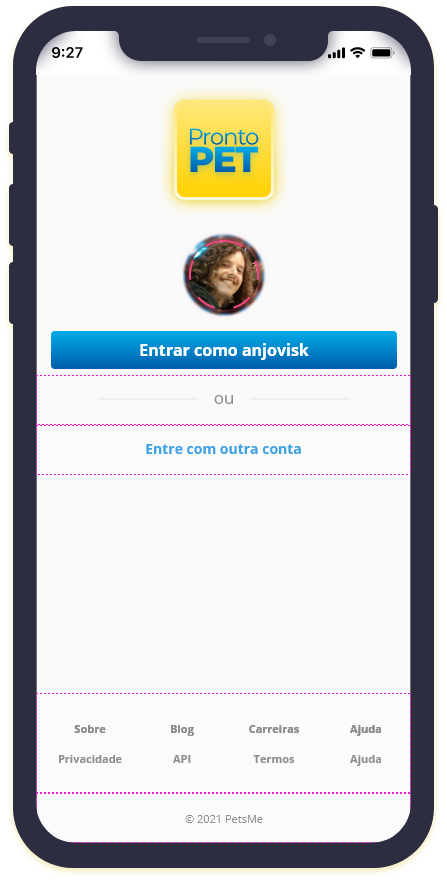 9:27
Pronto
PET
Entrar como anjovisk
ou
Entre com outra conta
Sobre Blog Carreiras Ajuda
Privacidade API Termos Ajuda
© 2021 PetsMe